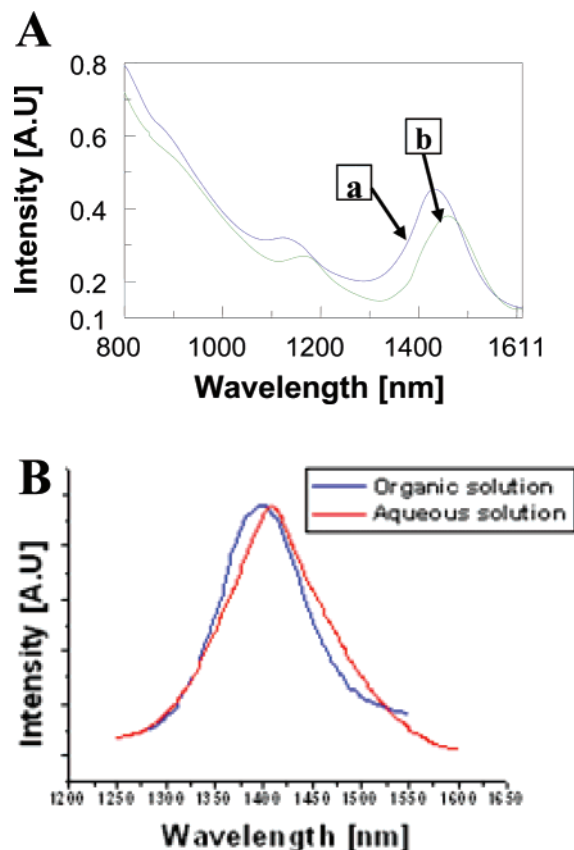 A
Intensity [A.U]
0.8
0.6
0.4
0.2
0.1
a
b
800 1000 1200 1400 1611
Wavelength [nm]
B
Intensity [A.U]
Organic solution
Aqueous solution
1200 1250 1300 1350 1400 1450 1500 1550 1600 1650
Wavelength [nm]